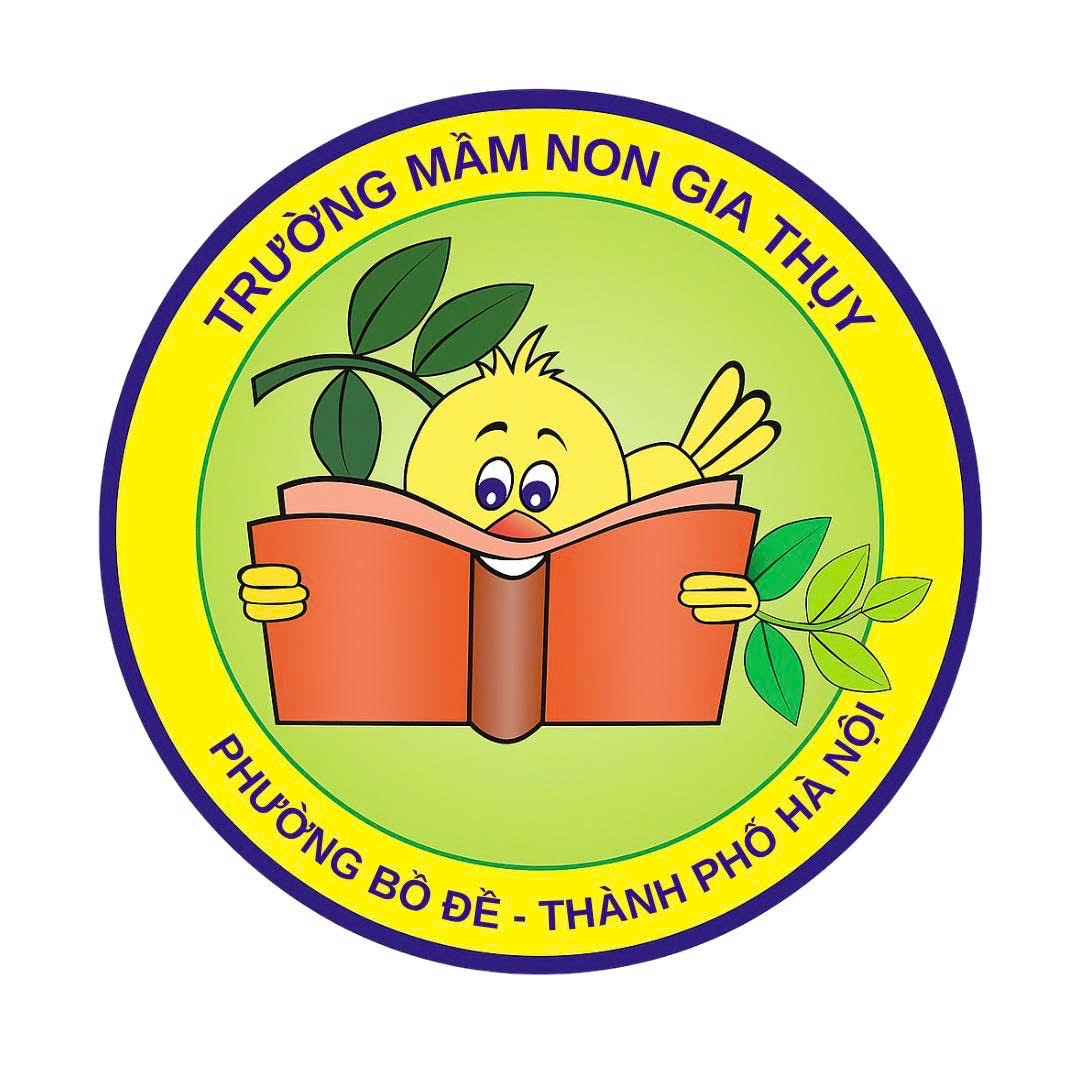 TRƯỜNG MẦM NON GIA THỤY
PHƯỜNG BỒ ĐỀ - THÀNH PHỐ HÀ NỘI